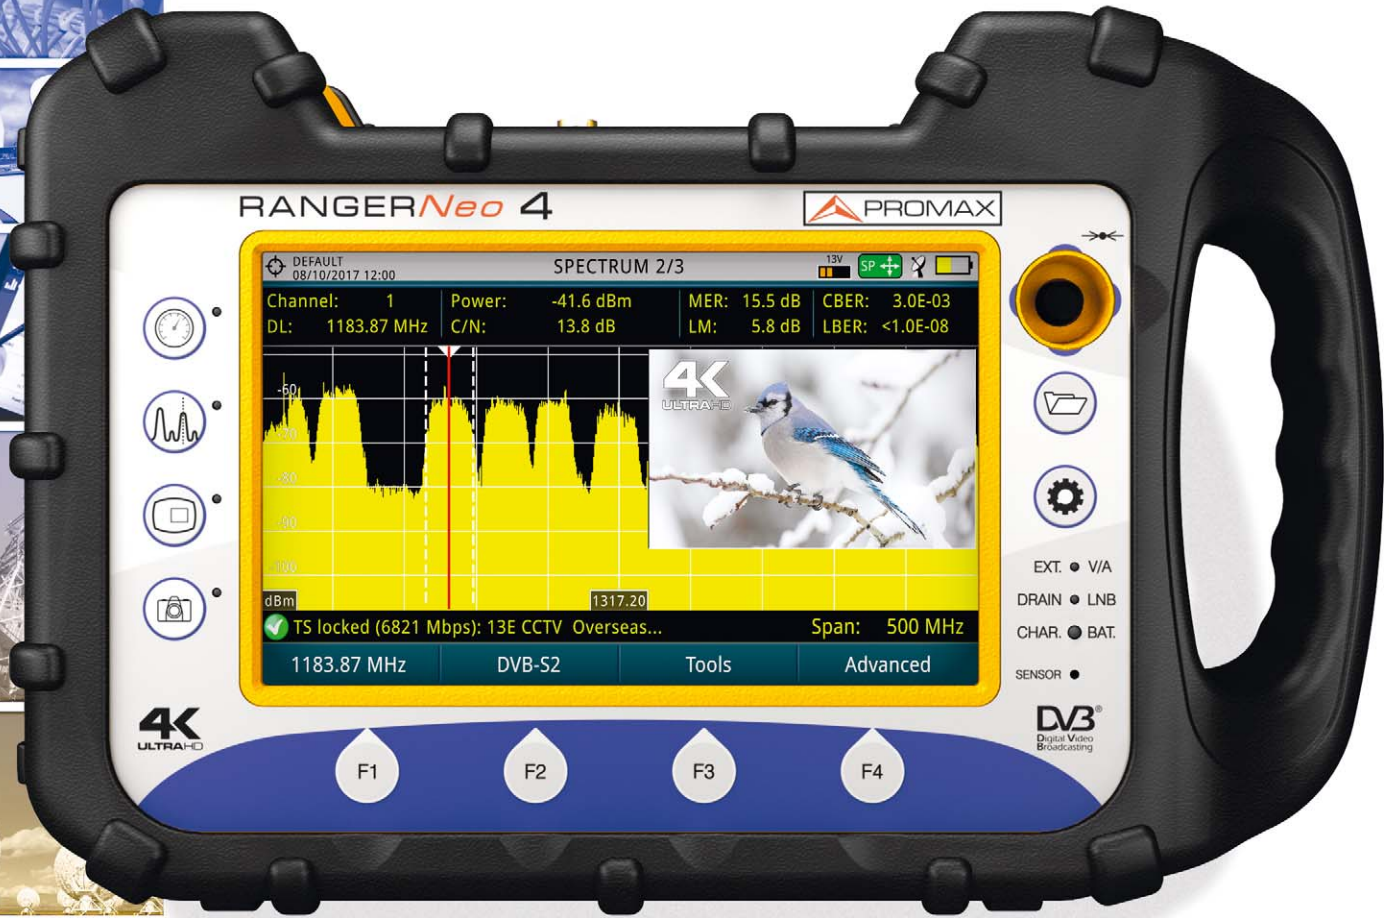 RANGERNeo 4
PROMAX
DEFAULT
08/10/2017 12:00
SPECTRUM 2/3
13V
SP
Channel: 1
Power: -41.6 dBm
MER: 15.5 dB
CBER: 3.0E-03
DL: 1183.87 MHz
C/N: 13.8 dB
LM: 5.8 dB
LBER: <1.0E-08
4K
ULTRAHD
-60
-70
-80
-90
-100
dBm
1317.20
TS locked (6821 Mbps): 13E CCTV Overseas...
Span: 500 MHz
1183.87 MHz
DVB-S2
Tools
Advanced
EXT. V/A
DRAIN LNB
CHAR. BAT.
SENSOR
4K
ULTRAHD
DVB®
Digital Video
Broadcasting
F1
F2
F3
F4